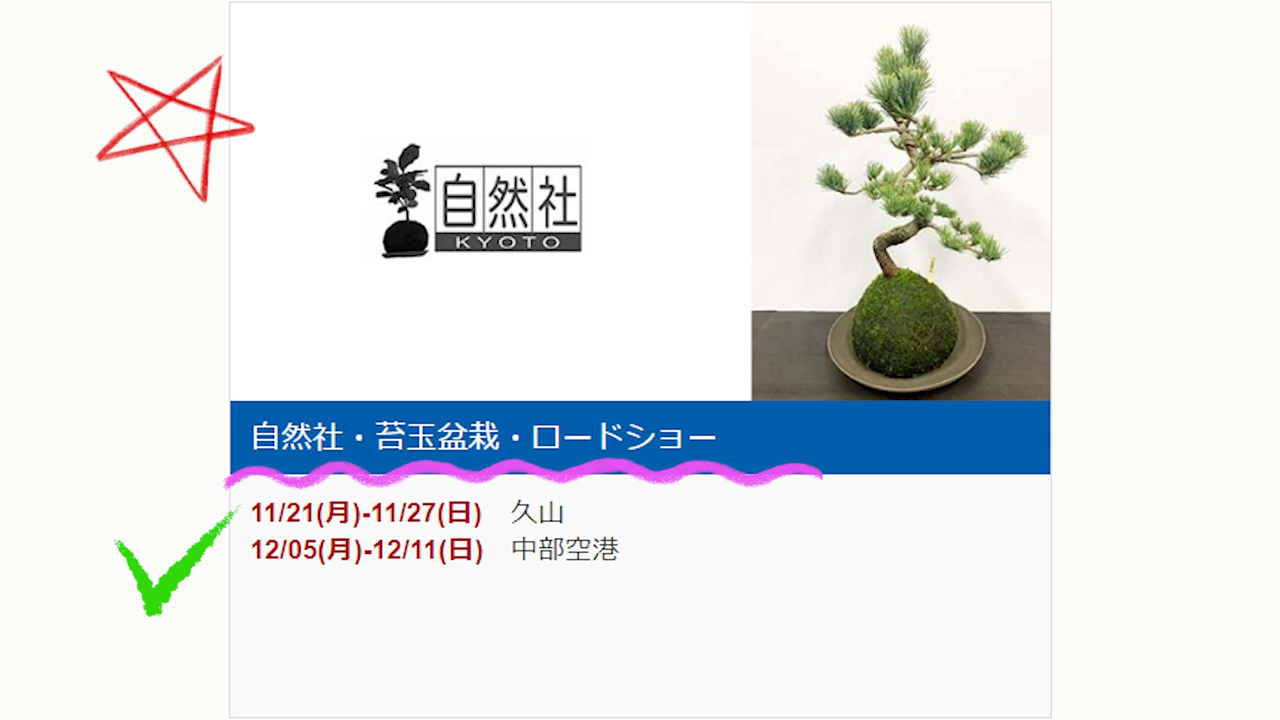 自然社
KYOTO
自然社・苔玉盆栽・ロードショー
11/21(月)-11/27(日) 久山
12/05(月)-12/11(日) 中部空港